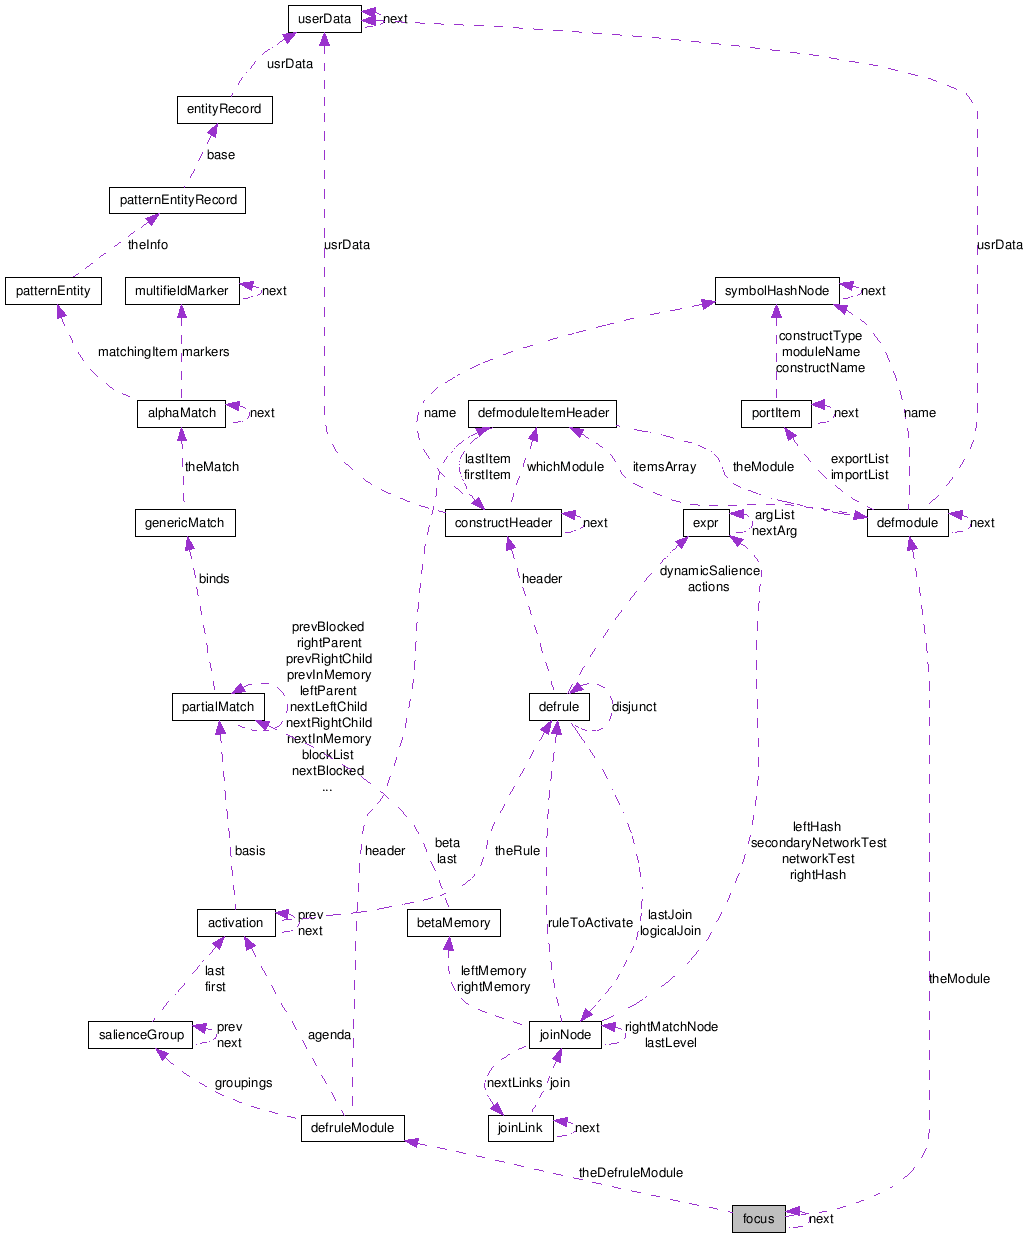 userData
next
usrData
entityRecord
base
patternEntityRecord
theInfo
usrData
usrData
patternEntity
multifieldMarker
next
symbolHashNode
next
matchingItem
markers
constructType
moduleName
constructName
alphaMatch
next
name
defmoduleItemHeader
portItem
next
name
theMatch
lastItem
firstItem
whichModule
itemsArray
theModule
exportList
importList
genericMatch
constructHeader
next
expr
argList
nextArg
defmodule
next
binds
header
dynamicSalience
actions
prevBlocked
rightParent
prevRightChild
prevInMemory
leftParent
nextLeftChild
nextRightChild
nextInMemory
blockList
nextBlocked
...
partialMatch
defrule
disjunct
basis
header
beta
last
theRule
leftHash
secondaryNetworkTest
networkTest
rightHash
activation
prev
next
betaMemory
ruleToActivate
lastJoin
logicalJoin
last
first
leftMemory
rightMemory
theModule
salienceGroup
prev
next
agenda
joinNode
rightMatchNode
lastLevel
groupings
nextLinks
join
defruleModule
joinLink
next
theDefruleModule
focus
next